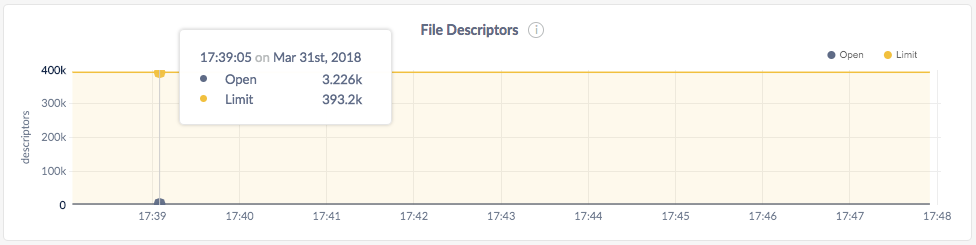 File Descriptors
17:39:05 on Mar 31st, 2018
Open 3.226k
Limit 393.2k
Open Limit
400k
300k
200k
100k
0
descriptors
17:39 17:40 17:41 17:42 17:43 17:44 17:45 17:46 17:47 17:48